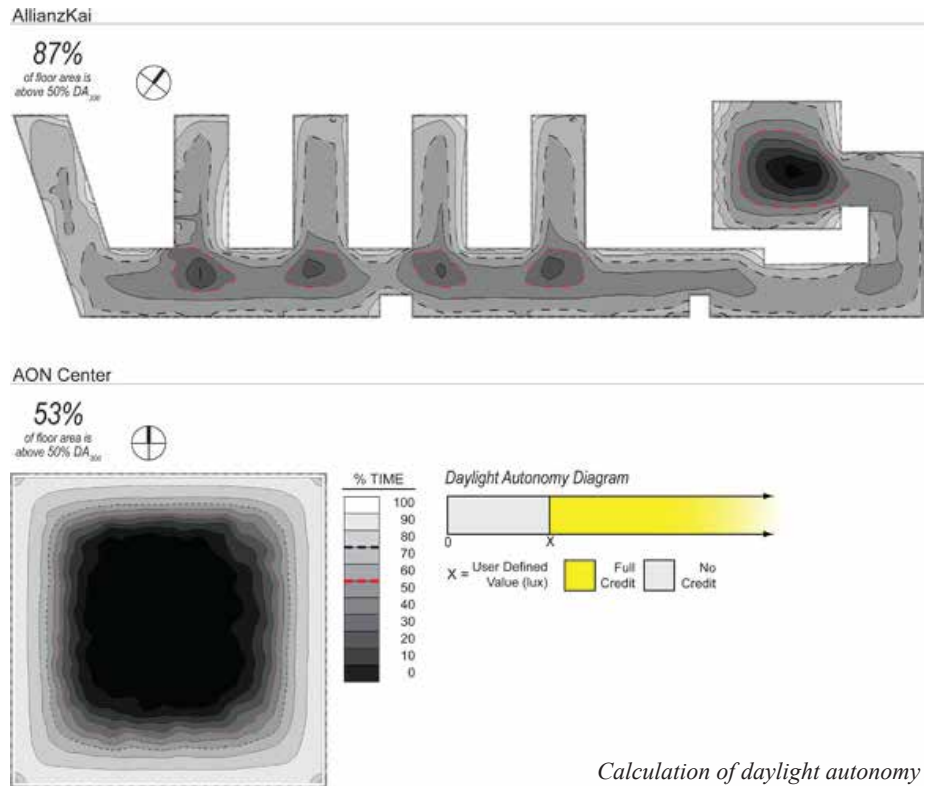 AllianzKai
87%
of floor area is
above 50% DA300
AON Center
53%
of floor area is
above 50% DA300
% TIME
100
90
80
70
60
50
40
30
20
10
0
Daylight Autonomy Diagram
0 X
X = User Defined Value (lux)
Full Credit
No Credit
Calculation of daylight autonomy